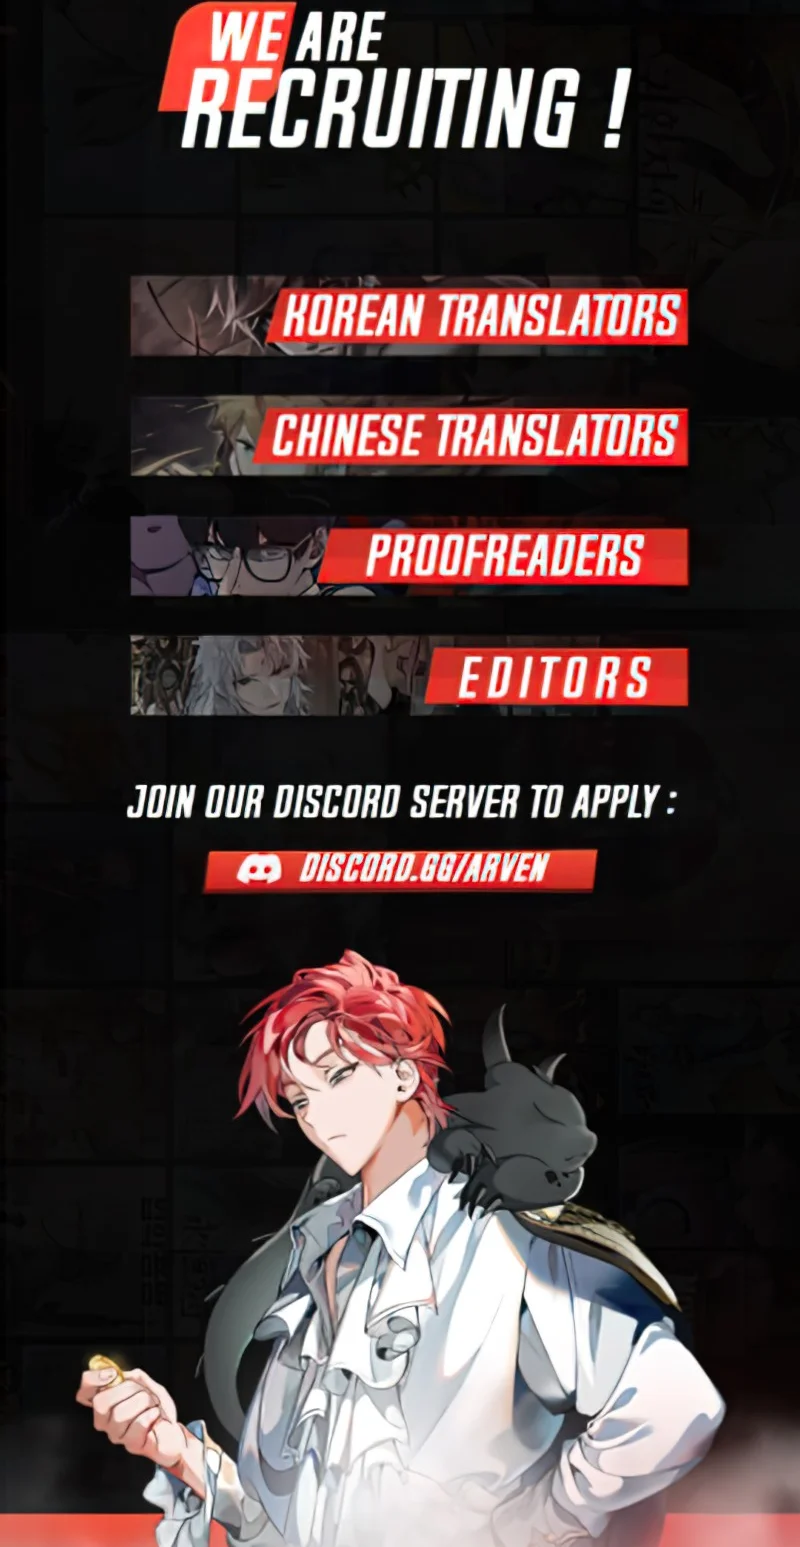 WE ARE
RECRUITING !
KOREAN TRANSLATORS
CHINESE TRANSLATORS
PROOFREADERS
EDITORS
JOIN OUR DISCORD SERVER TO APPLY :
DISCORD.GG/ARVEN